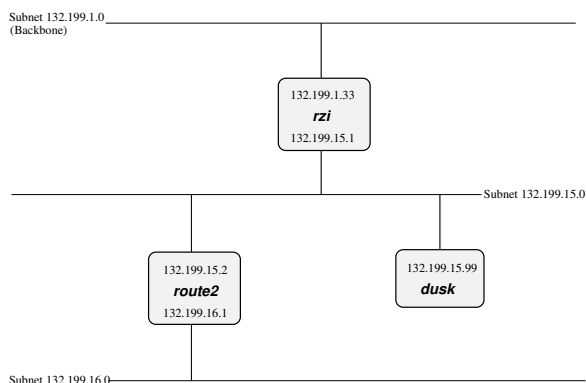 Subnet 132.199.1.0
(Backbone)
132.199.1.33
rzi
132.199.15.1
Subnet 132.199.15.0
132.199.15.2
route2
132.199.16.1
132.199.15.99
dusk
Subnet 132.199.16.0